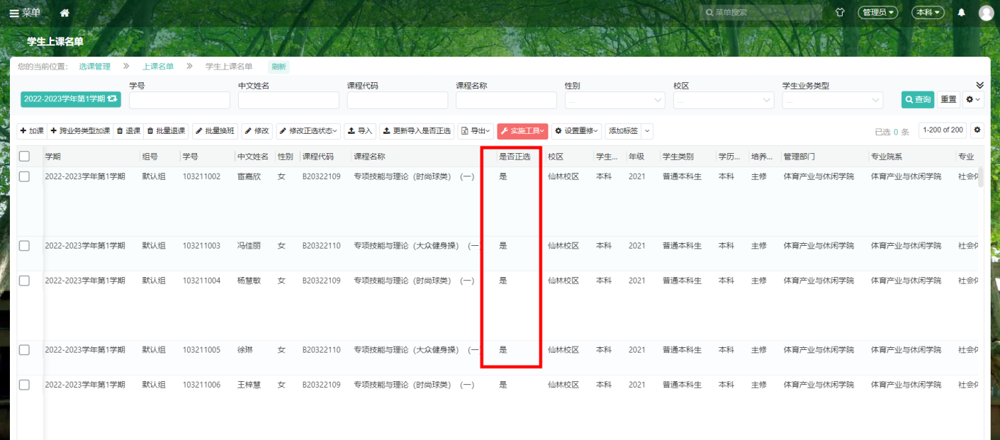 菜单 菜单搜索 管理员 本科
学生上课名单
您的当前位置： 选课管理 » 上课名单 » 学生上课名单 刷新
学号 中文姓名 课程代码 课程名称 性别 校区 学生业务类型
2022-2023学年第1学期 ... ... ... 查询 重置
加课 跨业务类型加课 退课 批量退课 批量换班 修改 修改正选状态 导入 更新导入是否正选 导出 实施工具 设置重修 添加标签 已选 0 条 1-200 of 200
学期 组号 学号 中文姓名 性别 课程代码 课程名称 是否正选 校区 学生... 年级 学生类别 学历... 培养... 管理部门 专业院系 专业
2022-2023学年第1学期 默认组 103211002 宦嘉欣 女 B20322109 专项技能与理论（时尚球类）（一） 是 仙林校区 本科 2021 普通本科生 本科 主修 体育产业与休闲学院 体育产业与休闲学院 社会
2022-2023学年第1学期 默认组 103211003 冯佳丽 女 B20322110 专项技能与理论（大众健身操）（一 是 仙林校区 本科 2021 普通本科生 本科 主修 体育产业与休闲学院 体育产业与休闲学院 社会
2022-2023学年第1学期 默认组 103211004 杨慧敏 女 B20322109 专项技能与理论（时尚球类）（一） 是 仙林校区 本科 2021 普通本科生 本科 主修 体育产业与休闲学院 体育产业与休闲学院 社会
2022-2023学年第1学期 默认组 103211005 徐琳 女 B20322110 专项技能与理论（大众健身操）（一 是 仙林校区 本科 2021 普通本科生 本科 主修 体育产业与休闲学院 体育产业与休闲学院 社会
2022-2023学年第1学期 默认组 103211006 王梓慧 女 B20322109 专项技能与理论（时尚球类）（一） 是 仙林校区 本科 2021 普通本科生 本科 主修 体育产业与休闲学院 体育产业与休闲学院 社会